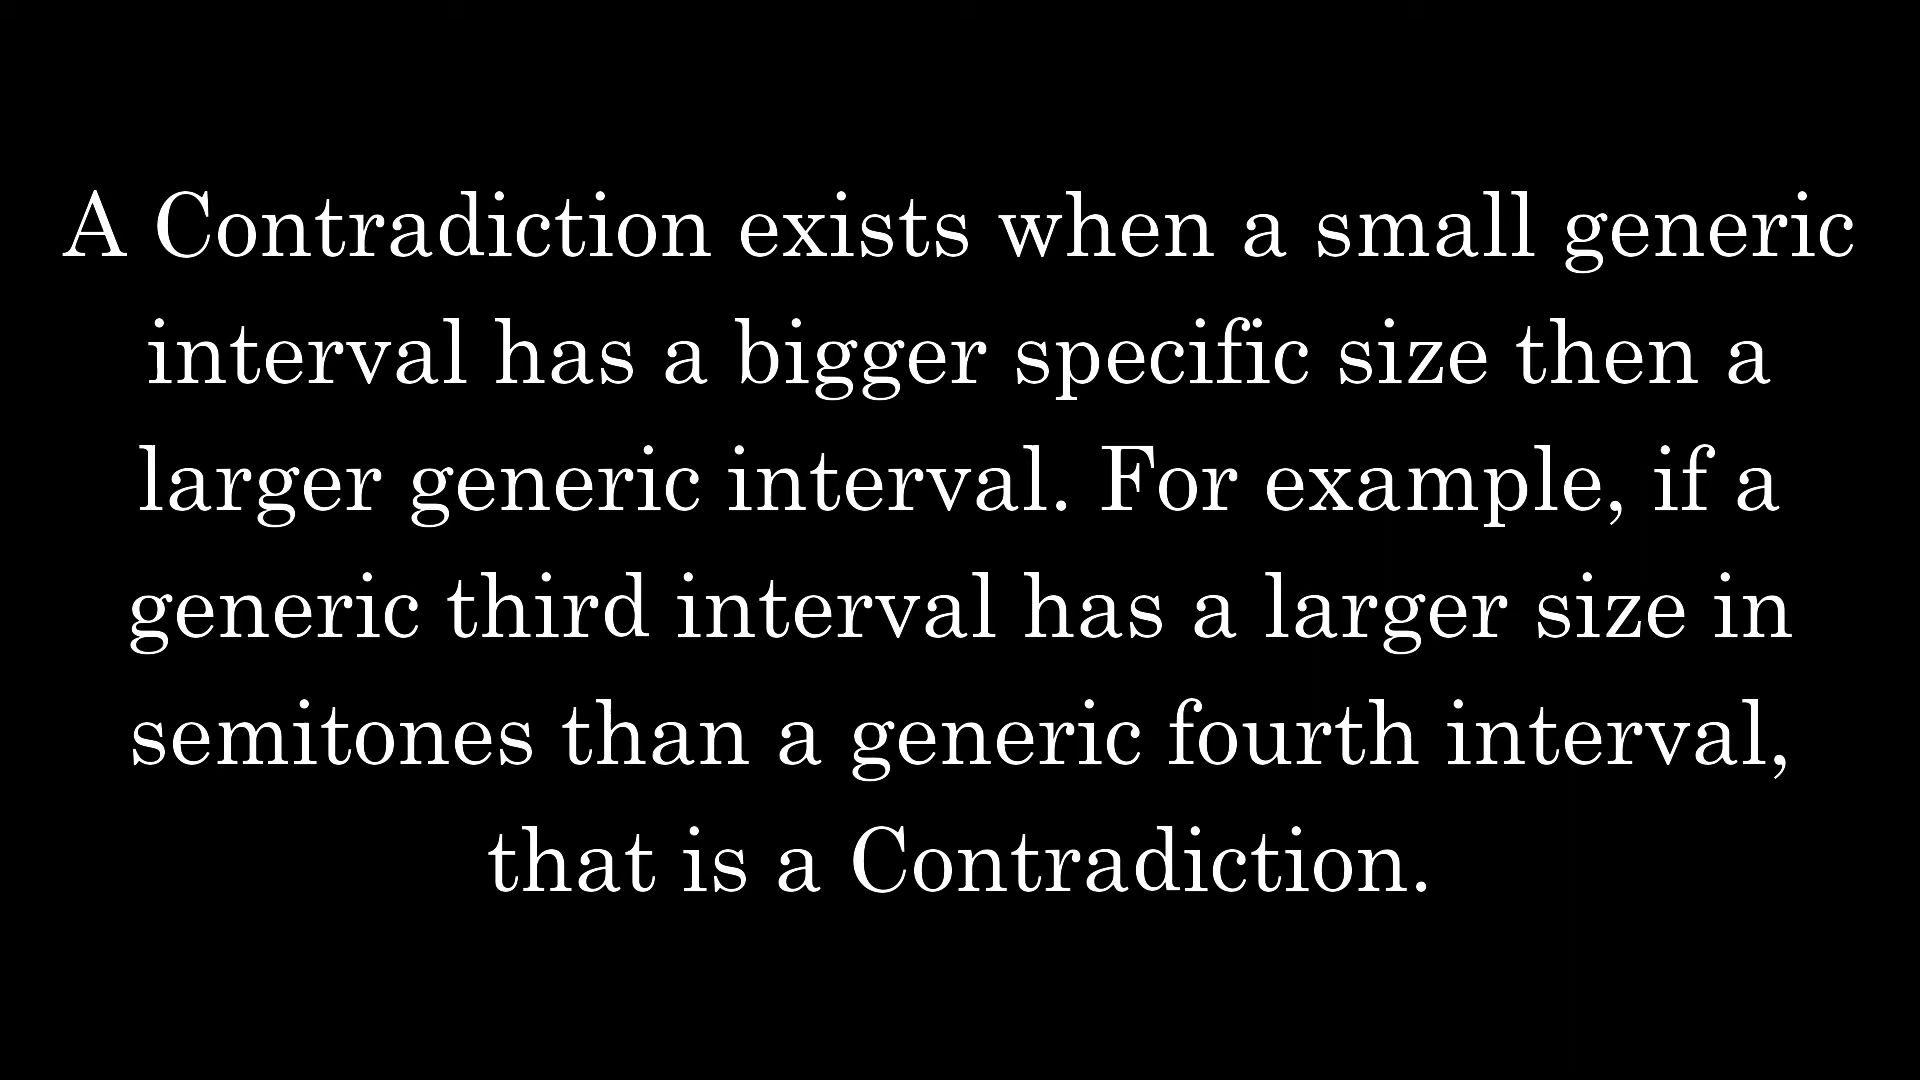 A Contradiction exists when a small generic
interval has a bigger specific size then a
larger generic interval. For example, if a
generic third interval has a larger size in
semitones than a generic fourth interval,
that is a Contradiction.